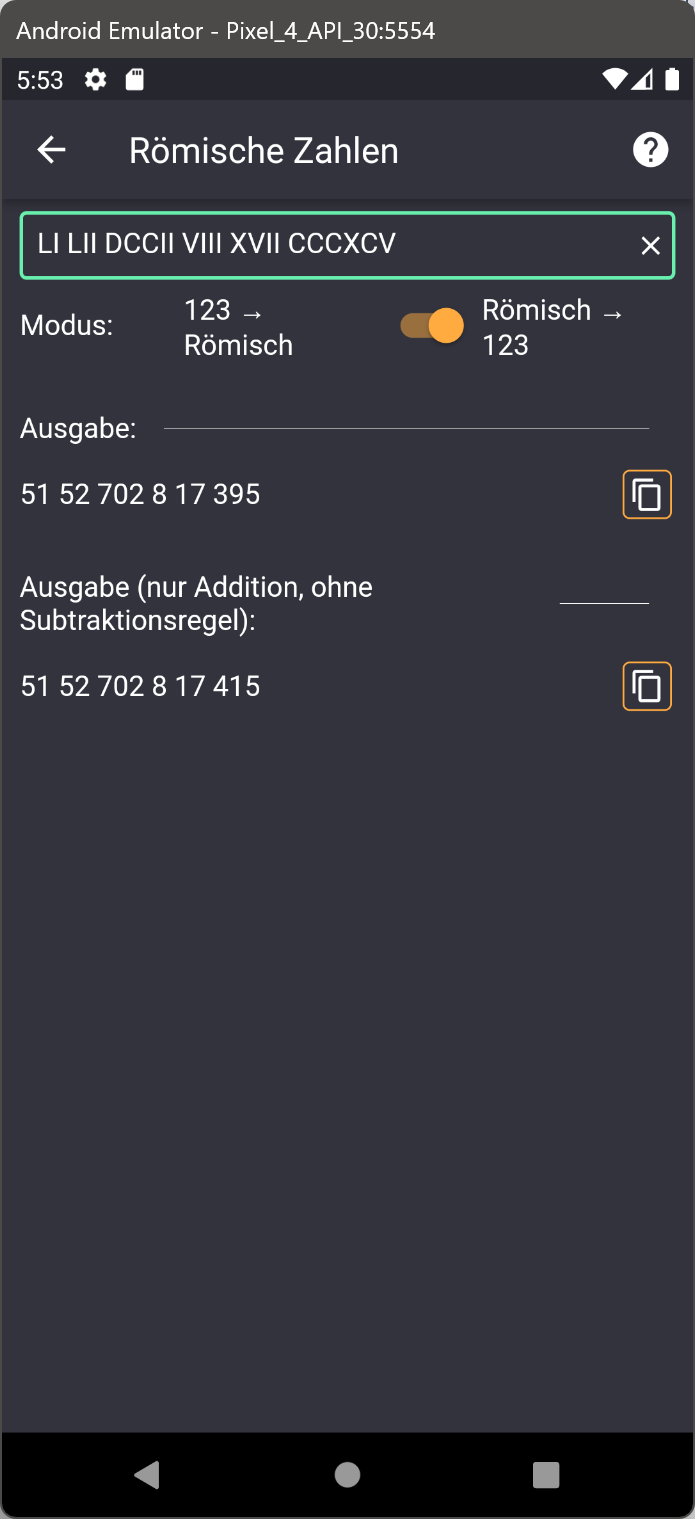 Android Emulator - Pixel_4_API_30:5554
5:53
Römische Zahlen
LI LII DCCII VIII XVII CCCXCV
Modus:
123 →
Römisch
Römisch →
123
Ausgabe:
51 52 702 8 17 395
Ausgabe (nur Addition, ohne
Subtraktionsregel):
51 52 702 8 17 415